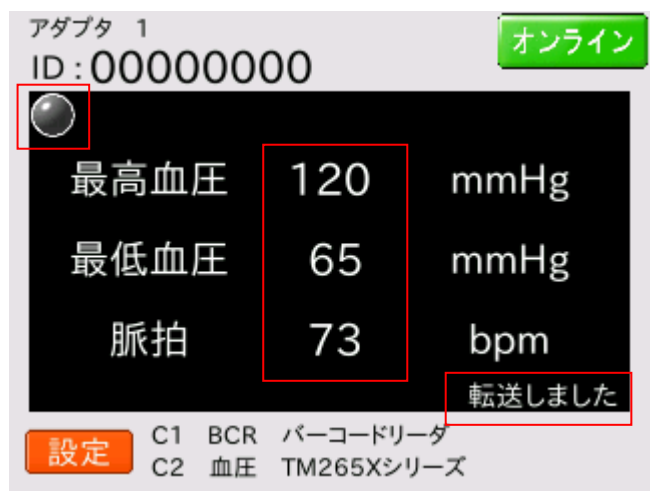 アダプタ 1
オンライン
ID : 00000000
最高血圧 120 mmHg
最低血圧 65 mmHg
脈拍 73 bpm
転送しました
設定
C1 BCR バーコードリーダ
C2 血圧 TM265Xシリーズ